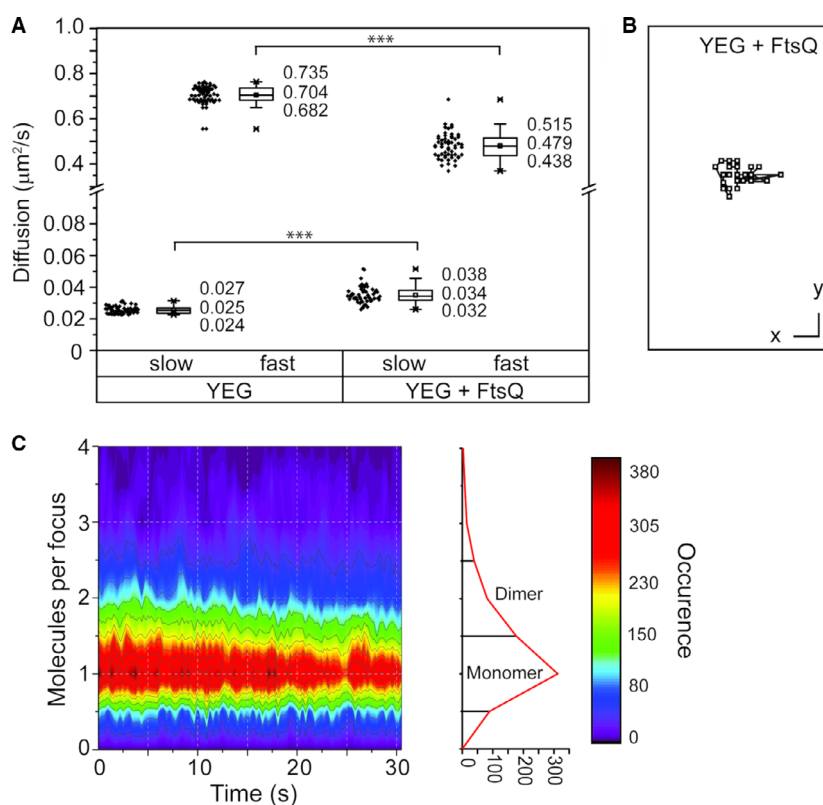 A
1.0
0.8
0.6
0.4
0.08
0.06
0.04
0.02
0
Diffusion (μm²/s)
***
0.735
0.704
0.682
0.515
0.479
0.438
***
0.027
0.025
0.024
0.038
0.034
0.032
slow fast slow fast
YEG YEG + FtsQ
B
YEG + FtsQ
y
x
C
4
3
2
1
0
Molecules per focus
0 10 20 30
Time (s)
Dimer
Monomer
0
100
200
300
380
305
230
150
80
0
Occurence